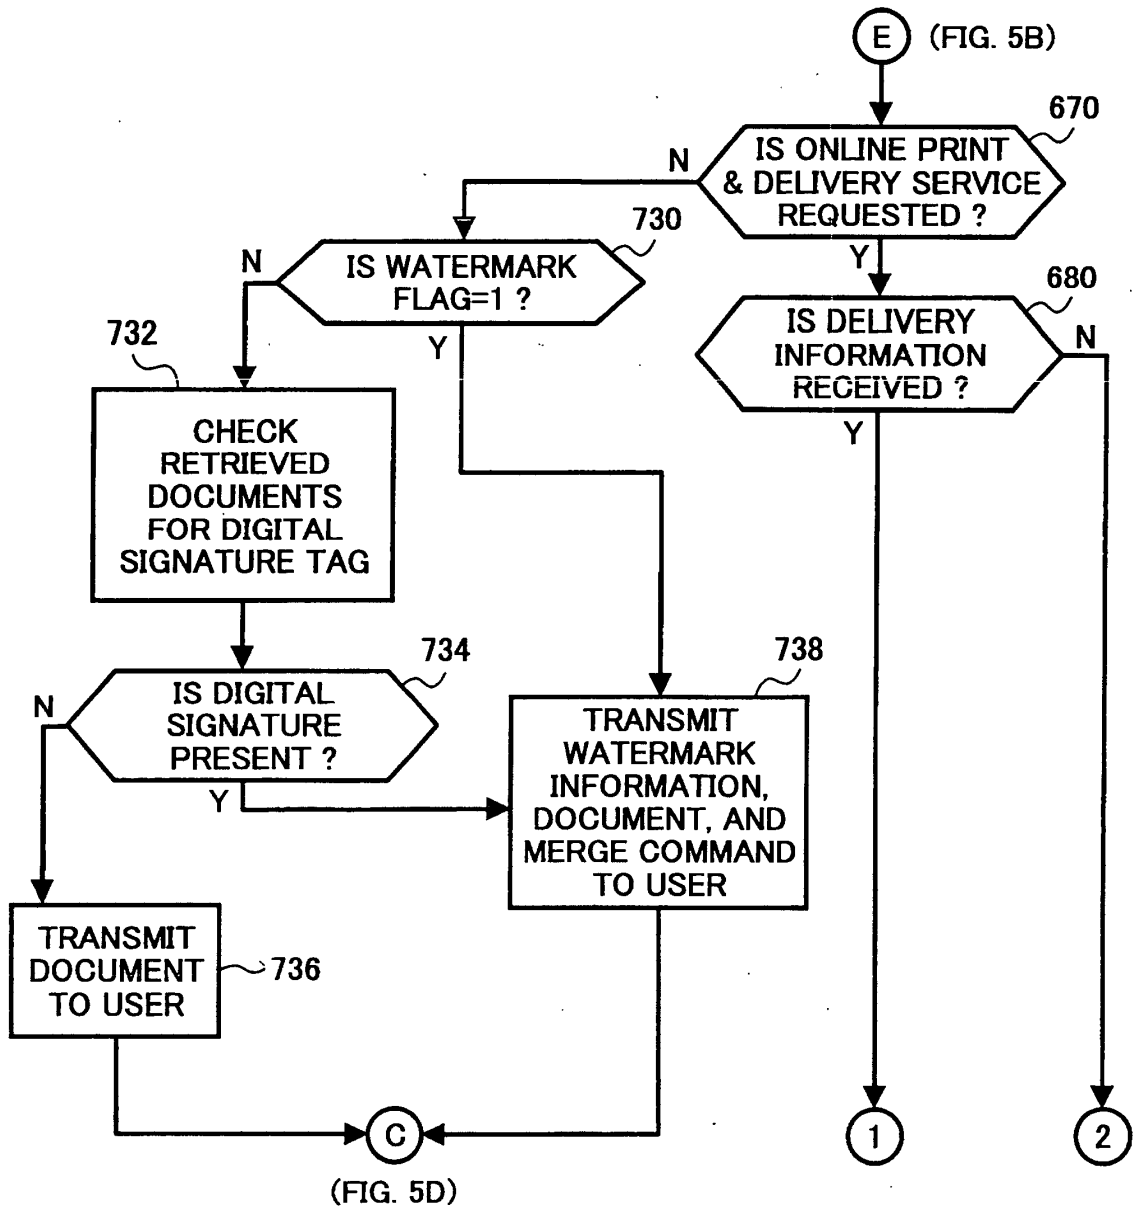 E (FIG. 5B)
670
IS ONLINE PRINT
& DELIVERY SERVICE
REQUESTED ?
N
Y
730
IS WATERMARK
FLAG=1 ?
N
Y
680
IS DELIVERY
INFORMATION
RECEIVED ?
N
Y
732
CHECK
RETRIEVED
DOCUMENTS
FOR DIGITAL
SIGNATURE TAG
734
IS DIGITAL
SIGNATURE
PRESENT ?
N
Y
738
TRANSMIT
WATERMARK
INFORMATION,
DOCUMENT, AND
MERGE COMMAND
TO USER
TRANSMIT
DOCUMENT
TO USER
736
C
(FIG. 5D)
1
2